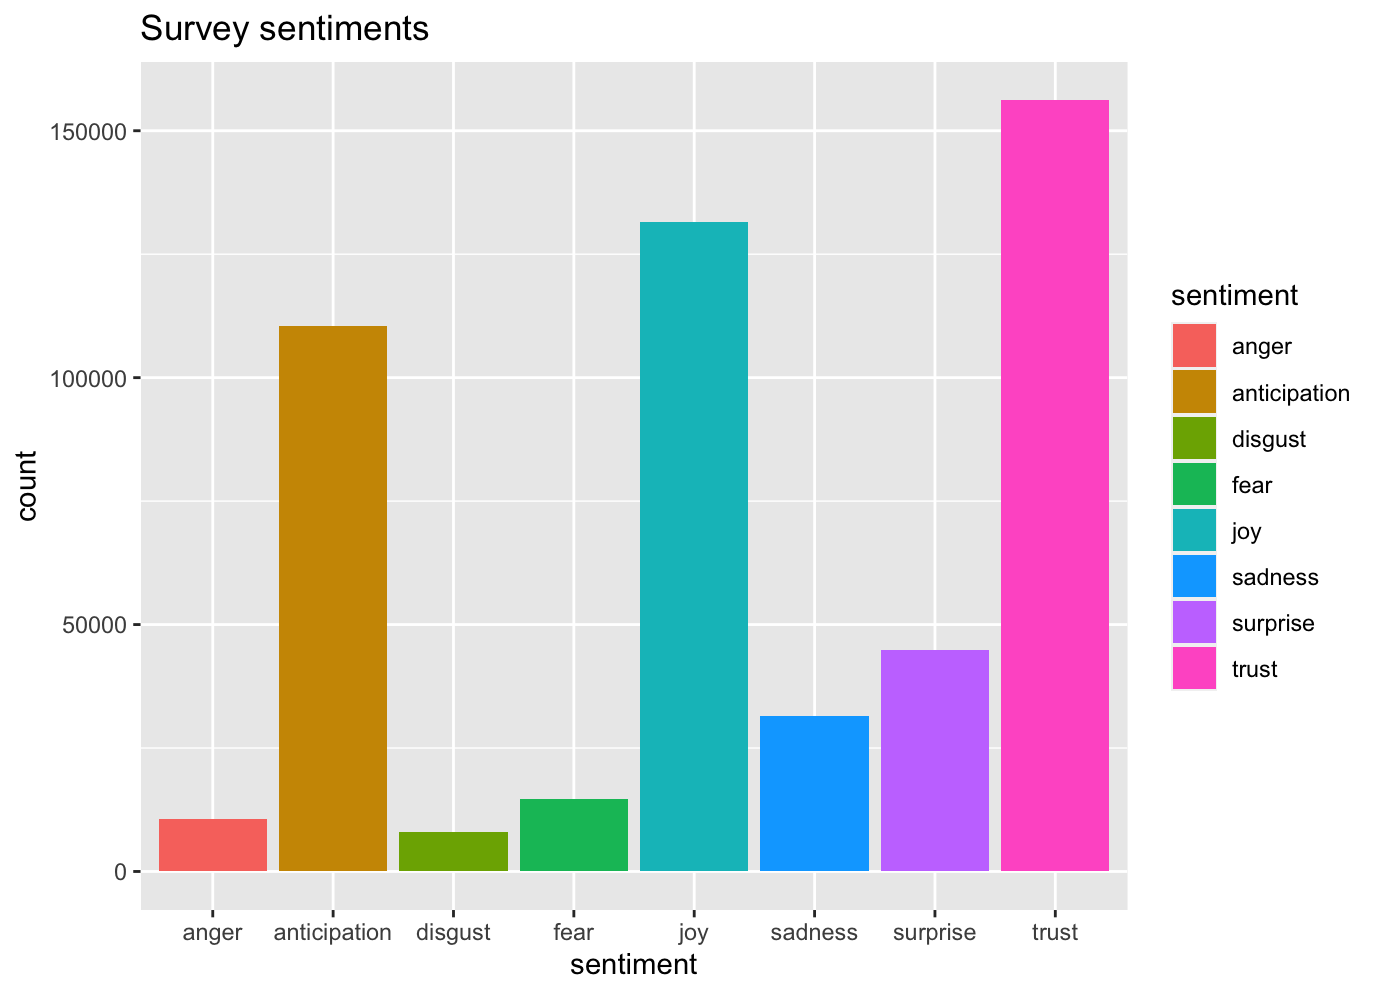 Survey sentiments
150000
100000
50000
0
count
anger anticipation disgust fear joy sadness surprise trust
sentiment
sentiment
anger
anticipation
disgust
fear
joy
sadness
surprise
trust